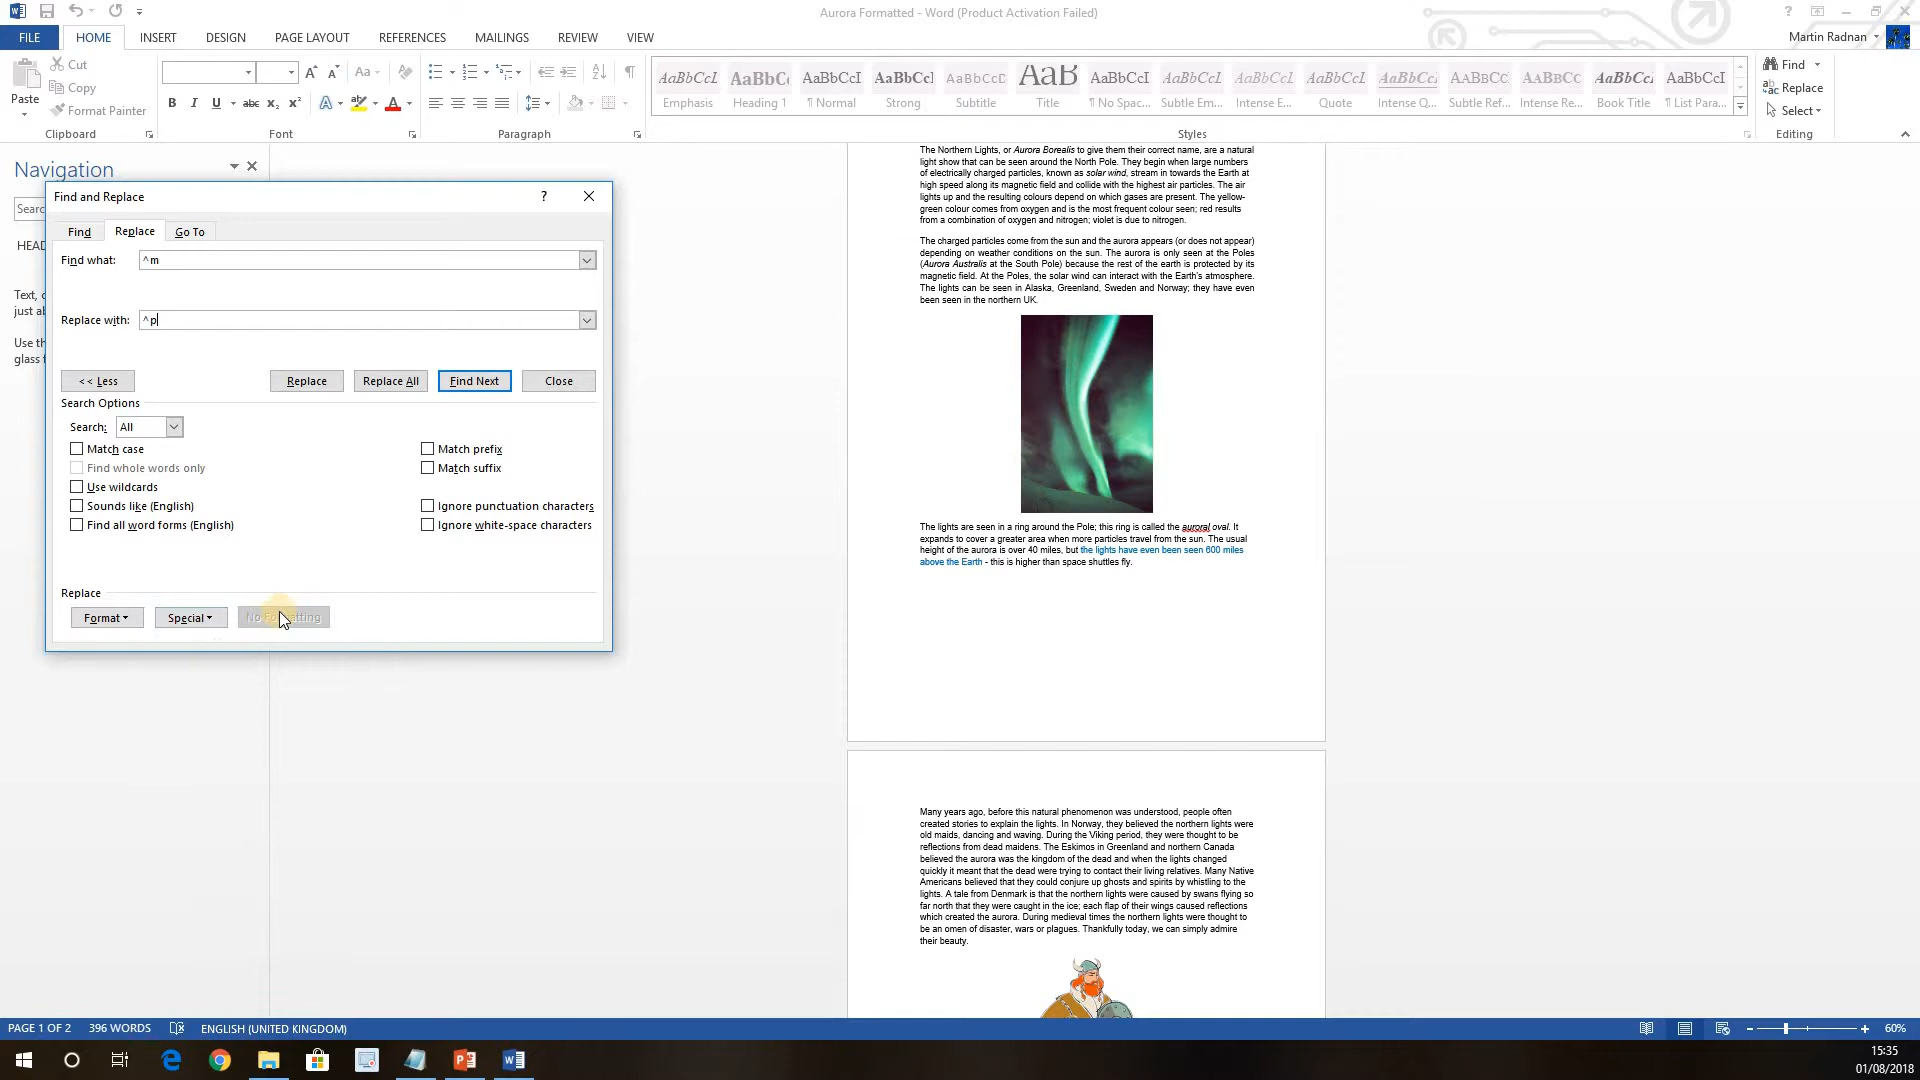 Aurora Formatted - Word (Product Activation Failed)
FILE HOME INSERT DESIGN PAGE LAYOUT REFERENCES MAILINGS REVIEW VIEW
Martin Radnan
Paste
Cut
Copy
Format Painter
Clipboard
Aa
B I U abc x₂ x²
A A
Font
Paragraph
AaBbCcI AaBbC AaBbCcI AaBbCcI AaBbCcD AaB AaBbCcI AaBbCcI AaBbCcI AaBbCcI AaBbCcI AABBCC AABBCC AaBbCcI AaBbCcI
Emphasis Heading 1 ¶ Normal Strong Subtitle Title ¶ No Spac... Subtle Em... Intense E... Quote Intense Q... Subtle Ref... Intense Re... Book Title ¶ List Para...
Styles
Find
Replace
Select
Editing
Navigation
Sear
HEAD
Text,
just
Use
glass
Find and Replace
?
Find Replace Go To
Find what: ^m
Replace with: ^p
<< Less Replace Replace All Find Next Close
Search Options
Search: All
Match case Match prefix
Find whole words only Match suffix
Use wildcards
Sounds like (English) Ignore punctuation characters
Find all word forms (English) Ignore white-space characters
Replace
Format Special No Formatting
The Northern Lights, or Aurora Borealis to give them their correct name, are a natural
light show that can be seen around the North Pole. They begin when large numbers
of electrically charged particles, known as solar wind, stream in towards the Earth at
high speed along its magnetic field and collide with the highest air particles. The air
lights up and the resulting colours depend on which gases are present. The yellow-
green colour comes from oxygen and is the most frequent colour seen; red results
from a combination of oxygen and nitrogen; violet is due to nitrogen.
The charged particles come from the sun and the aurora appears (or does not appear)
depending on weather conditions on the sun. The aurora is only seen at the Poles
(Aurora Australis at the South Pole) because the rest of the earth is protected by its
magnetic field. At the Poles, the solar wind can interact with the Earth's atmosphere.
The lights can be seen in Alaska, Greenland, Sweden and Norway; they have even
been seen in the northern UK.
The lights are seen in a ring around the Pole; this ring is called the auroral oval. It
expands to cover a greater area when more particles travel from the sun. The usual
height of the aurora is over 40 miles, but the lights have even been seen 600 miles
above the Earth - this is higher than space shuttles fly.
Many years ago, before this natural phenomenon was understood, people often
created stories to explain the lights. In Norway, they believed the northern lights were
old maids, dancing and waving. During the Viking period, they were thought to be
reflections from dead maidens. The Eskimos in Greenland and northern Canada
believed the aurora was the kingdom of the dead and when the lights changed
quickly it meant that the dead were trying to contact their living relatives. Many Native
Americans believed that they could conjure up ghosts and spirits by whistling to the
lights. A tale from Denmark is that the northern lights were caused by swans flying so
far north that they were caught in the ice; each flap of their wings caused reflections
which created the aurora. During medieval times the northern lights were thought to
be an omen of disaster, wars or plagues. Thankfully today, we can simply admire
their beauty.
PAGE 1 OF 2 396 WORDS ENGLISH (UNITED KINGDOM)
60%
15:35
01/08/2018